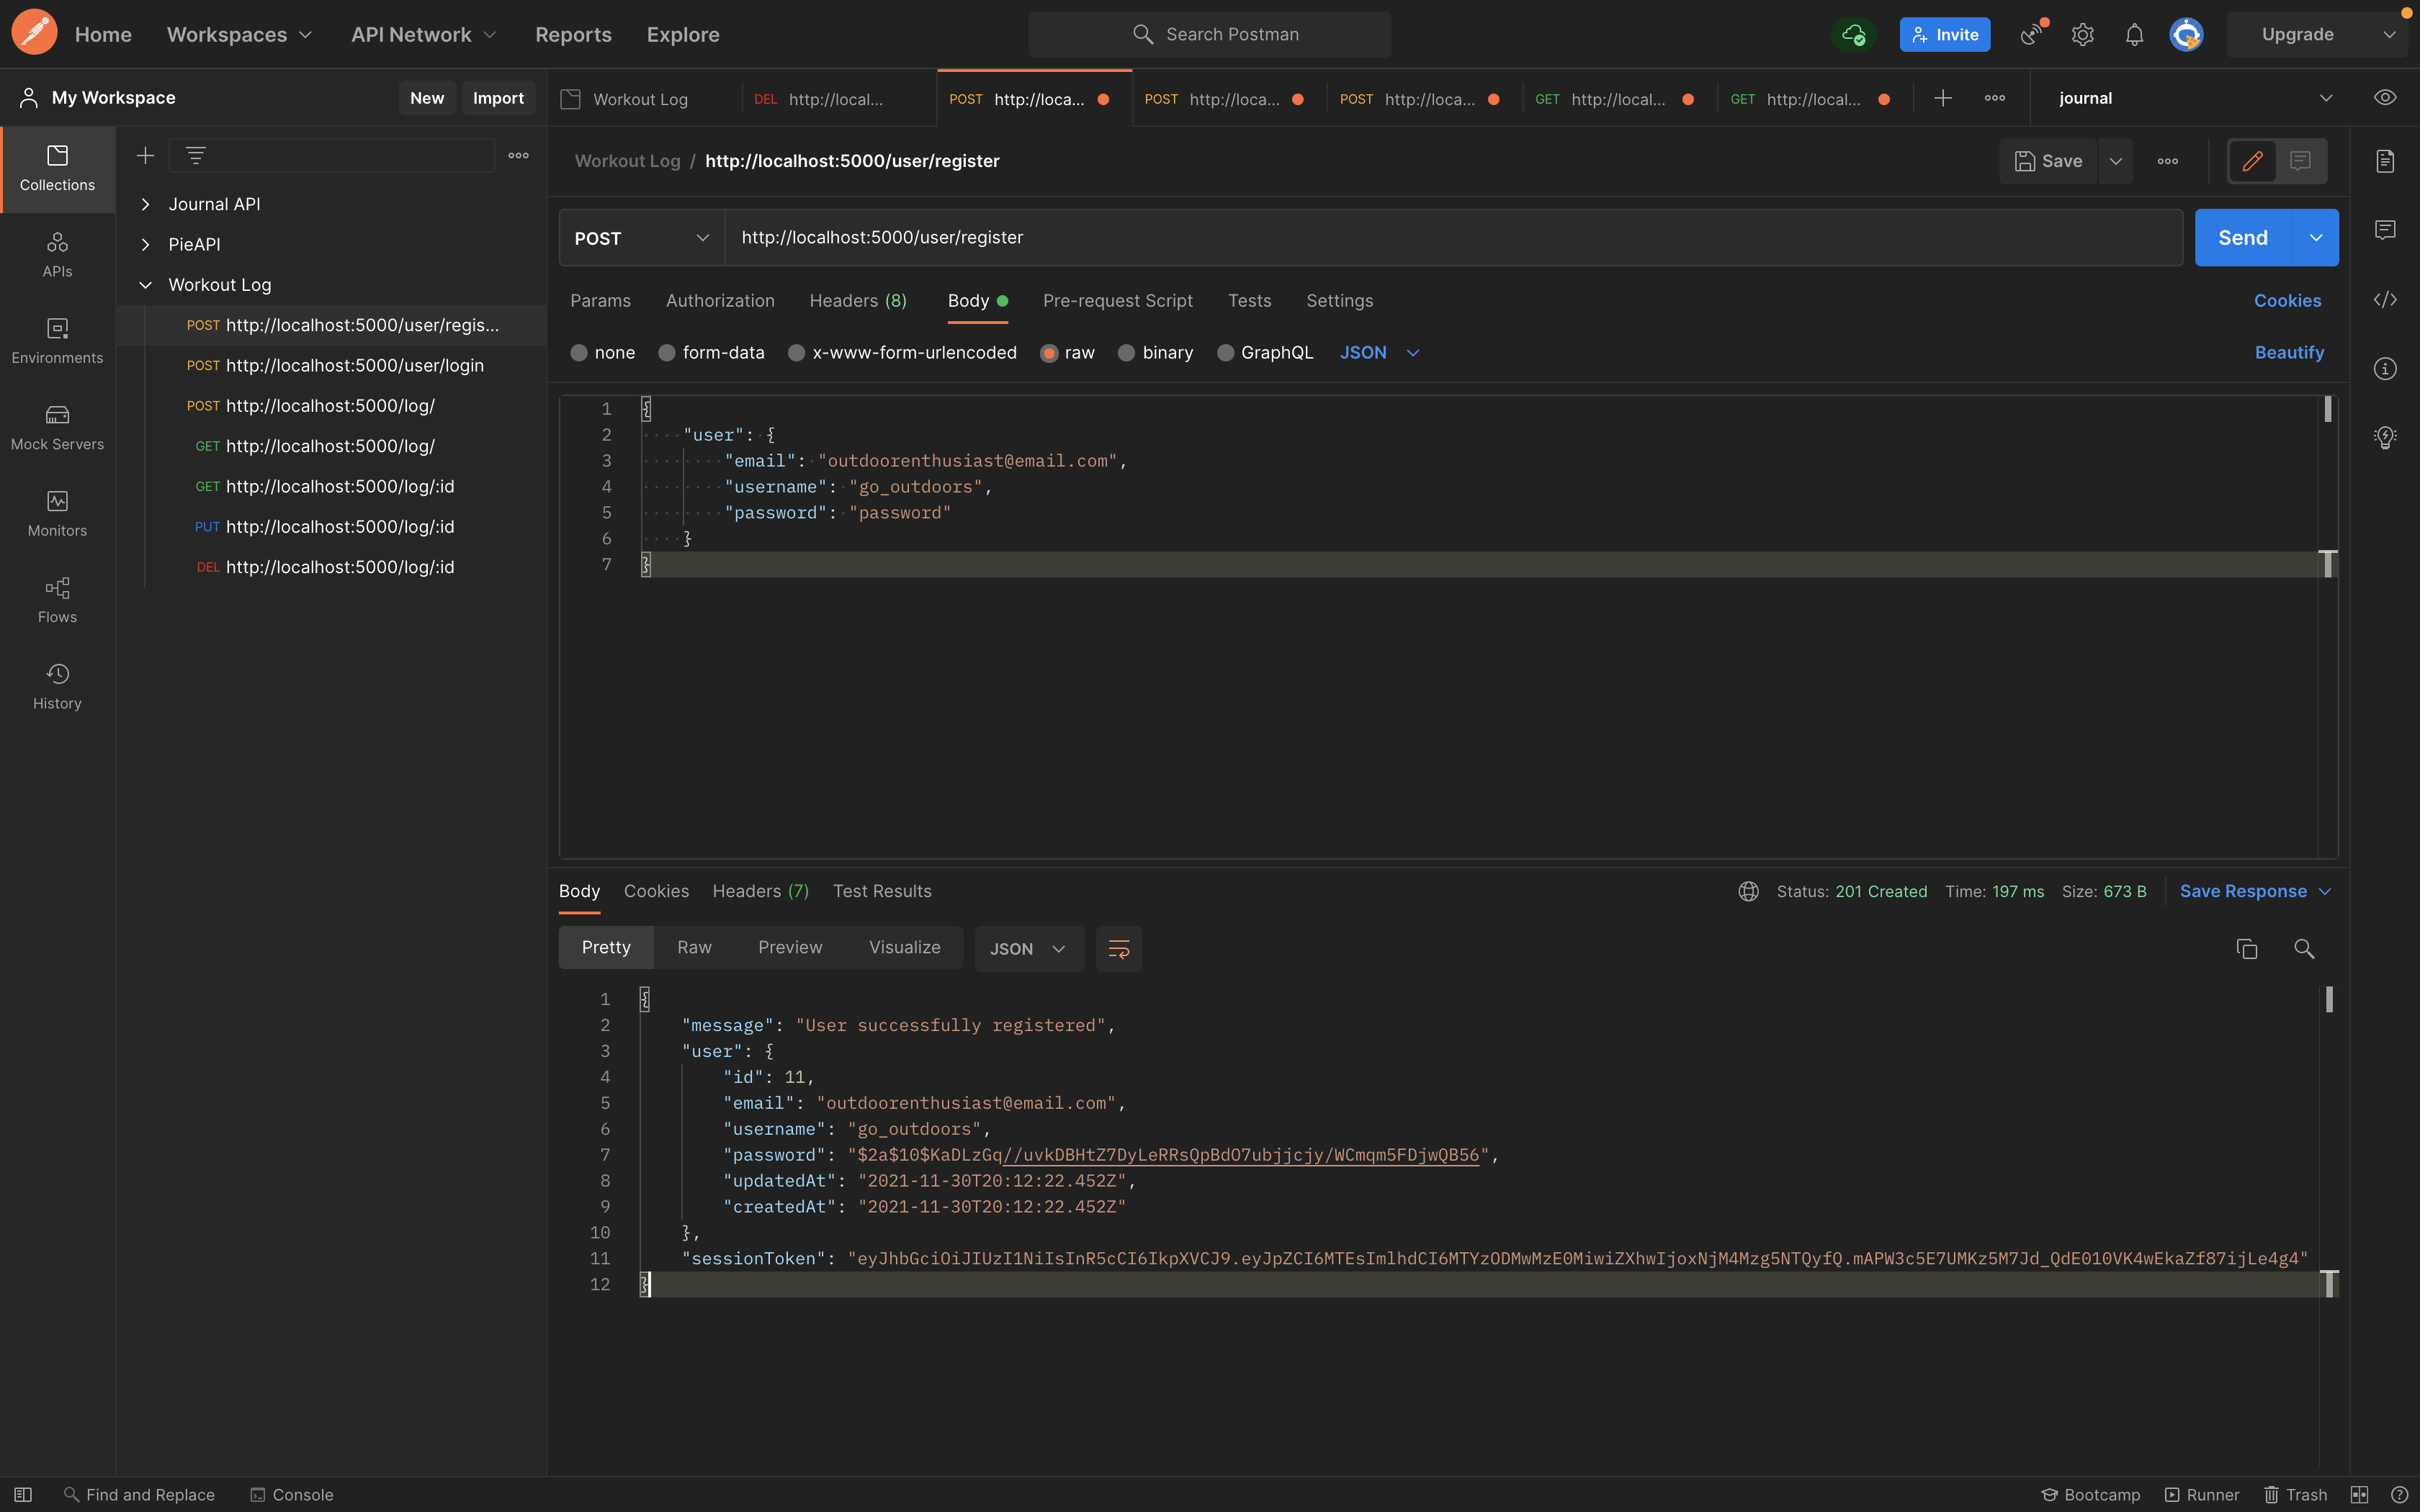 Home Workspaces API Network Reports Explore Search Postman Invite Upgrade
My Workspace New Import
Workout Log DEL http://local... POST http://loca... POST http://loca... POST http://loca... GET http://local... GET http://local... journal
Collections
APIs
Environments
Mock Servers
Monitors
Flows
History
Journal API
PieAPI
Workout Log
POST http://localhost:5000/user/regis...
POST http://localhost:5000/user/login
POST http://localhost:5000/log/
GET http://localhost:5000/log/
GET http://localhost:5000/log/:id
PUT http://localhost:5000/log/:id
DEL http://localhost:5000/log/:id
Workout Log / http://localhost:5000/user/register Save
POST http://localhost:5000/user/register Send
Params Authorization Headers (8) Body Pre-request Script Tests Settings Cookies
none form-data x-www-form-urlencoded raw binary GraphQL JSON Beautify
1 {
2 "user": {
3 "email": "outdoorenthusiast@email.com",
4 "username": "go_outdoors",
5 "password": "password"
6 }
7 }
Body Cookies Headers (7) Test Results Status: 201 Created Time: 197 ms Size: 673 B Save Response
Pretty Raw Preview Visualize JSON
1 {
2 "message": "User successfully registered",
3 "user": {
4 "id": 11,
5 "email": "outdoorenthusiast@email.com",
6 "username": "go_outdoors",
7 "password": "$2a$10$KaDLzGq//uvkDBHtZ7DyLeRRsQpBdO7ubjjcjy/WCmqm5FDjwQB56",
8 "updatedAt": "2021-11-30T20:12:22.452Z",
9 "createdAt": "2021-11-30T20:12:22.452Z"
10 },
11 "sessionToken": "eyJhbGciOiJIUzI1NiIsInR5cCI6IkpXVCJ9.eyJpZCI6MTEsImlhdCI6MTYzODMwMzE0MiwiZXhwIjoxNjM4Mzg5NTQyfQ.mAPW3c5E7UMKz5M7Jd_QdE010VK4wEkaZf87ijLe4g4"
12 }
Find and Replace Console Bootcamp Runner Trash